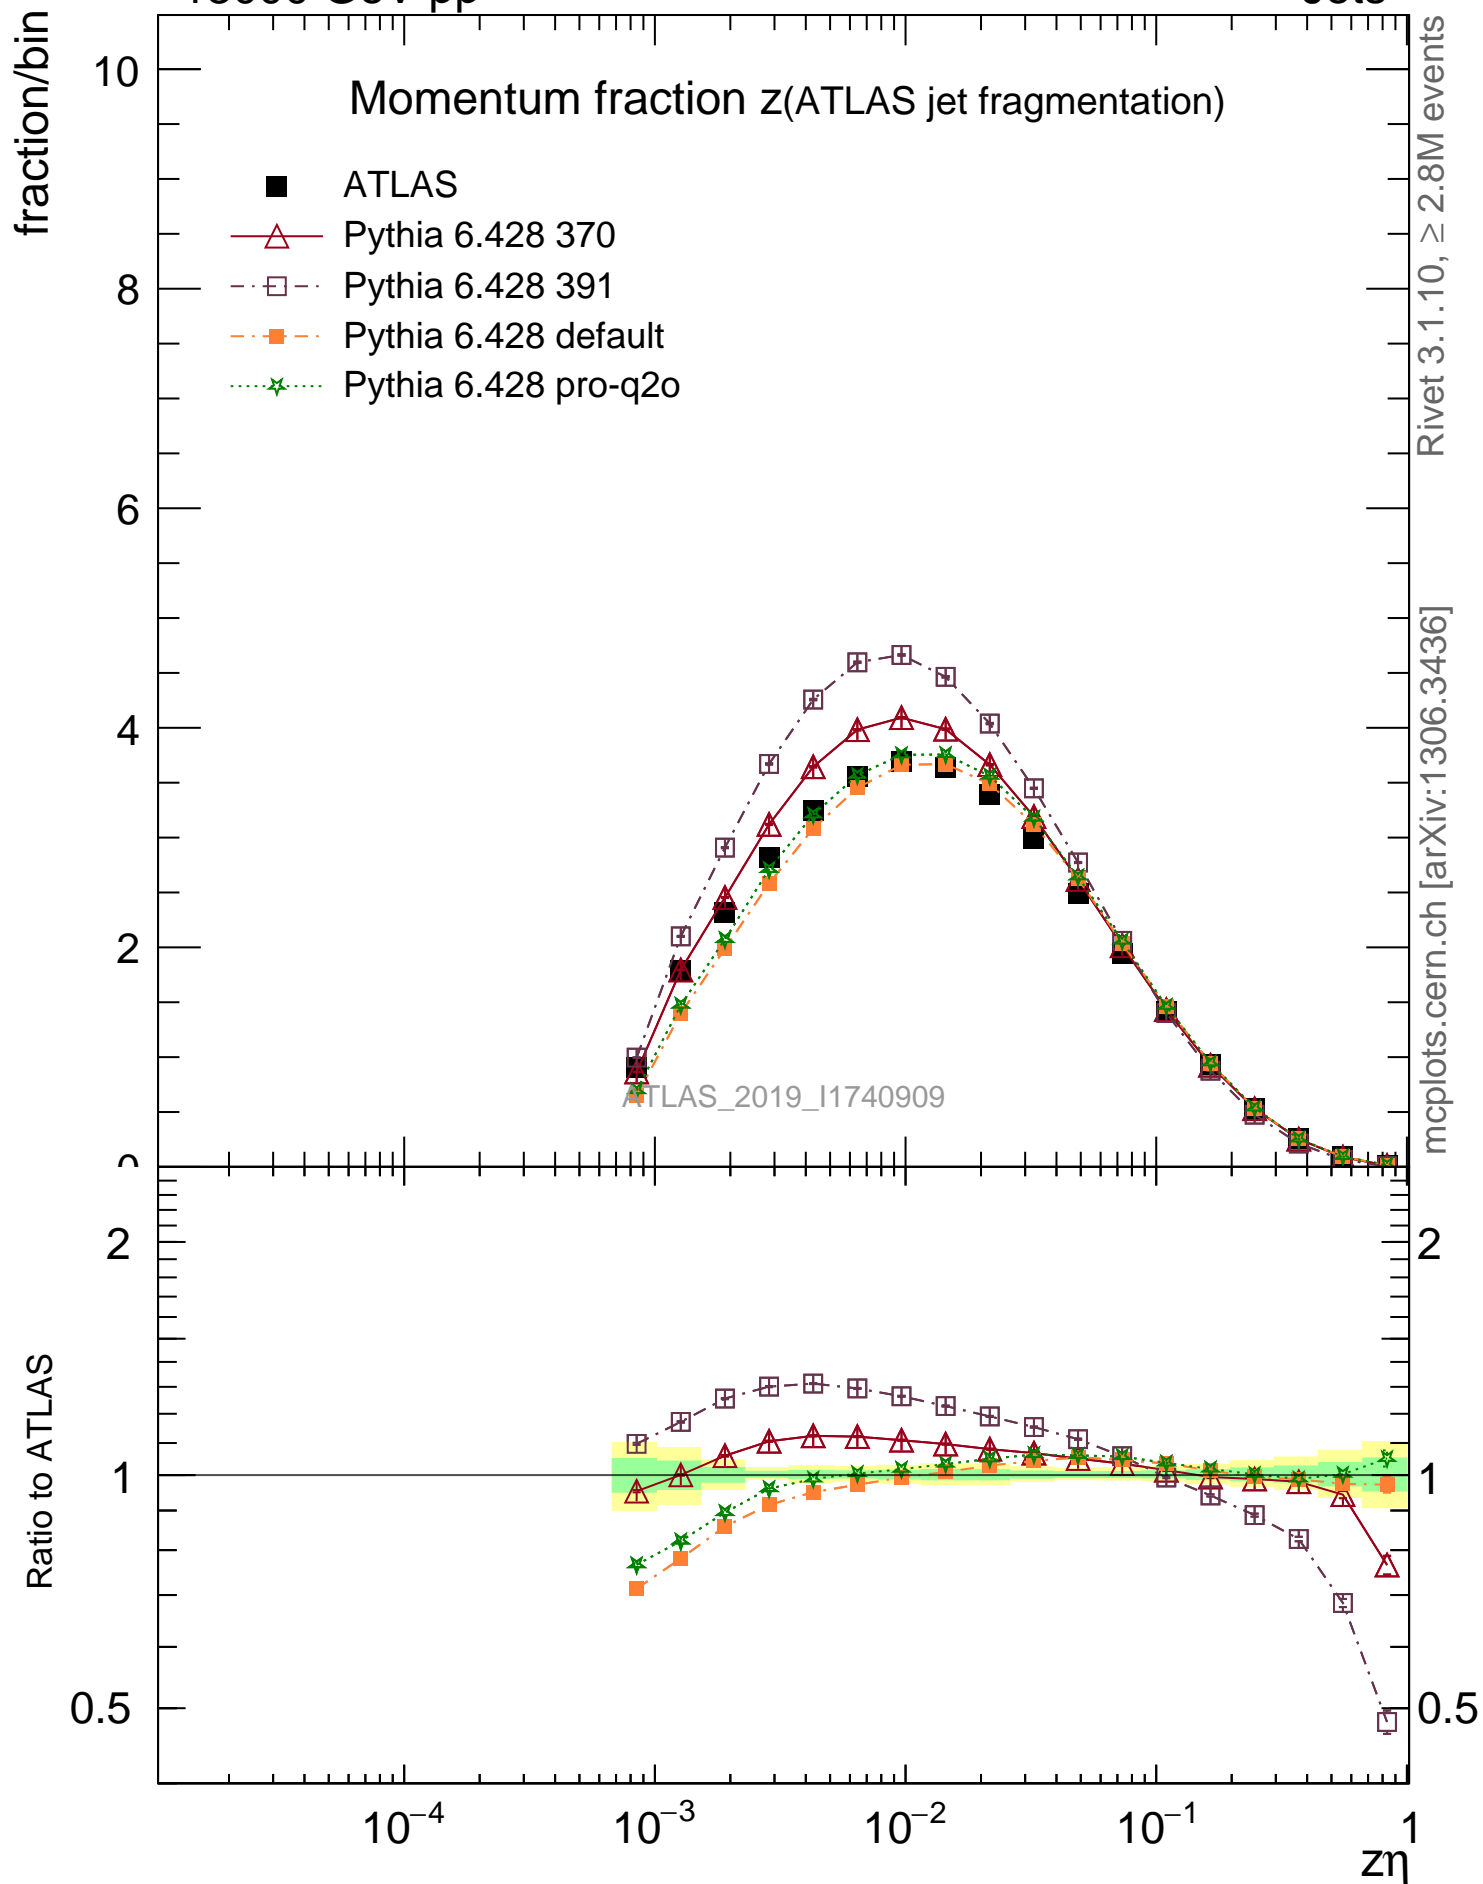 fraction/bin
10
8
6
4
2
0
Momentum fraction z(ATLAS jet fragmentation)
ATLAS
Pythia 6.428 370
Pythia 6.428 391
Pythia 6.428 default
Pythia 6.428 pro-q2o
ATLAS_2019_I1740909
Rivet 3.1.10, ≥ 2.8M events
mcplots.cern.ch [arXiv:1306.3436]
Ratio to ATLAS
2
1
0.5
2
1
0.5
10⁻⁴
10⁻³
10⁻²
10⁻¹
1
zη